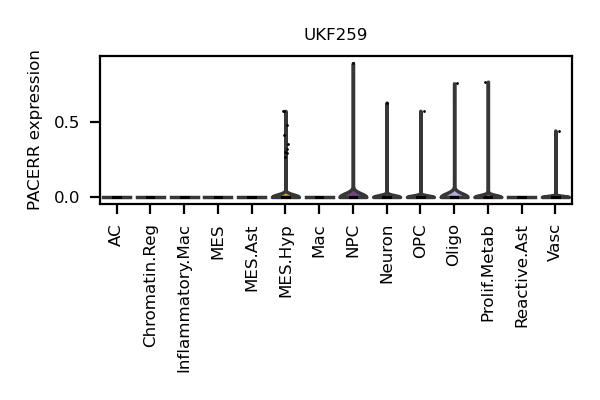 UKF259
PACERR expression
0.5
0.0
AC
Chromatin.Reg
Inflammatory.Mac
MES
MES.Ast
MES.Hyp
Mac
NPC
Neuron
OPC
Oligo
Prolif.Metab
Reactive.Ast
Vasc